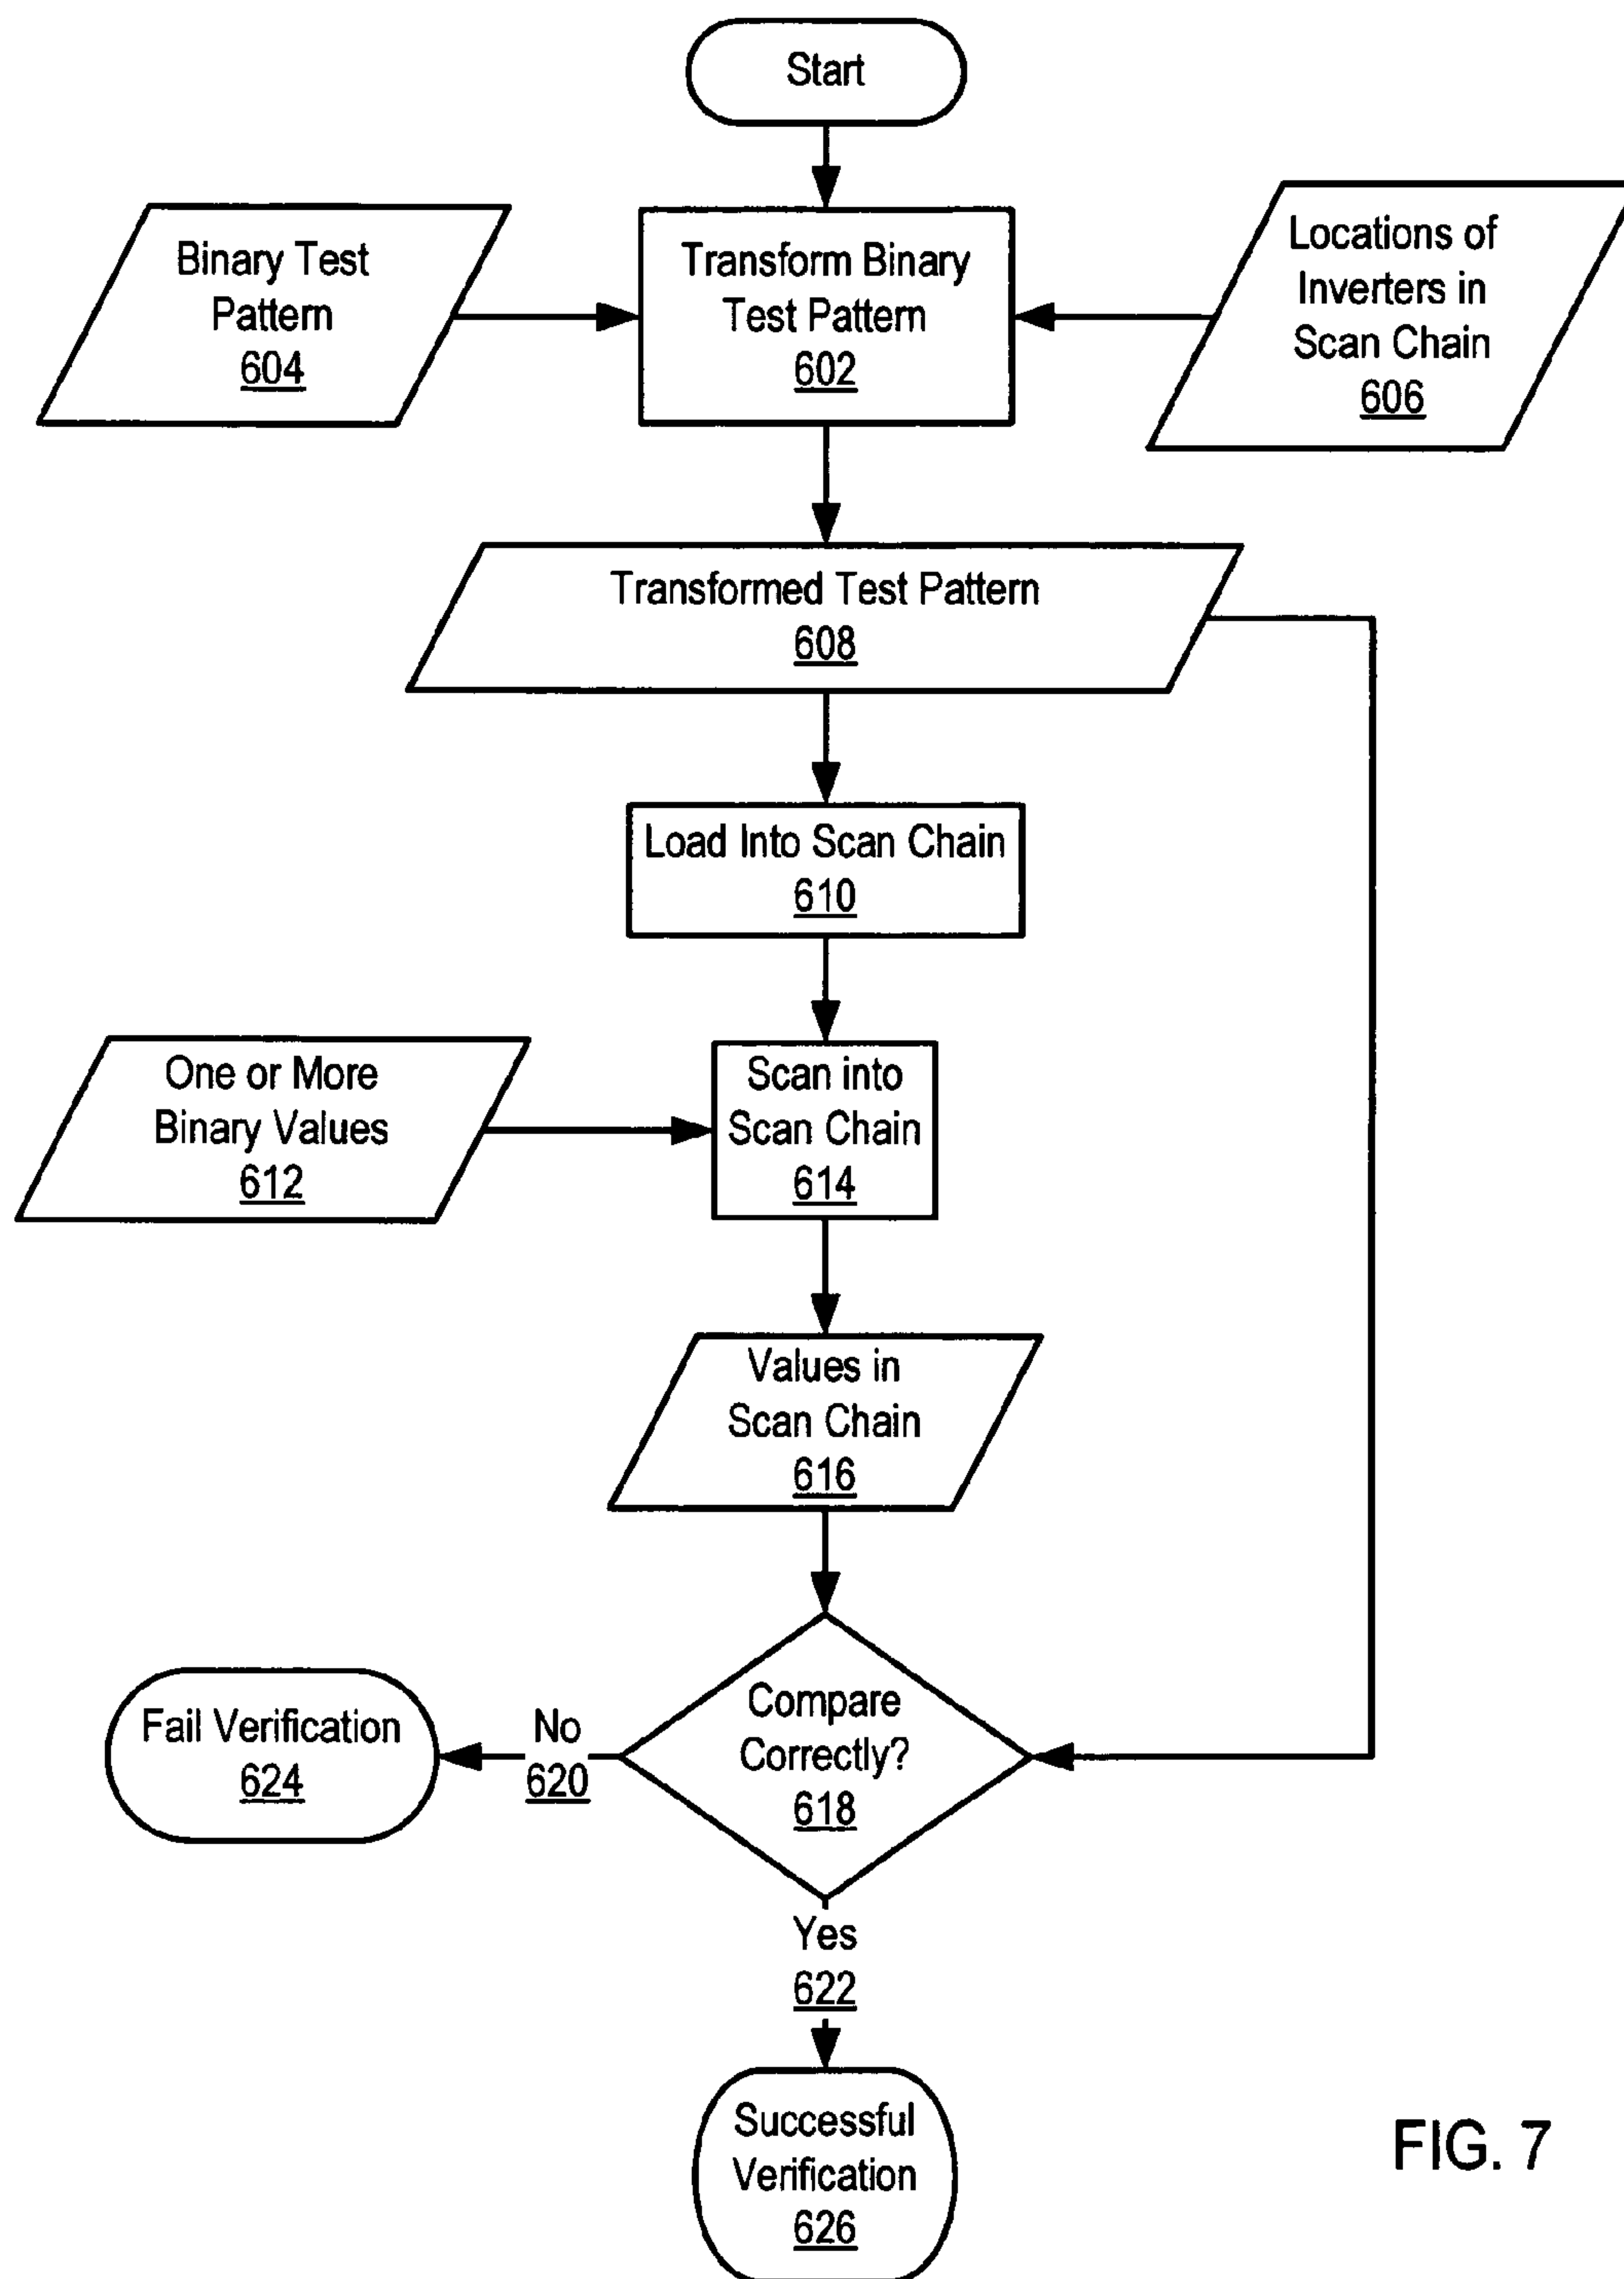 Start
Binary Test
Pattern
604
Transform Binary
Test Pattern
602
Locations of
Inverters in
Scan Chain
606
Transformed Test Pattern
608
Load Into Scan Chain
610
One or More
Binary Values
612
Scan into
Scan Chain
614
Values in
Scan Chain
616
Compare
Correctly?
618
No
620
Fail Verification
624
Yes
622
Successful
Verification
626
FIG. 7